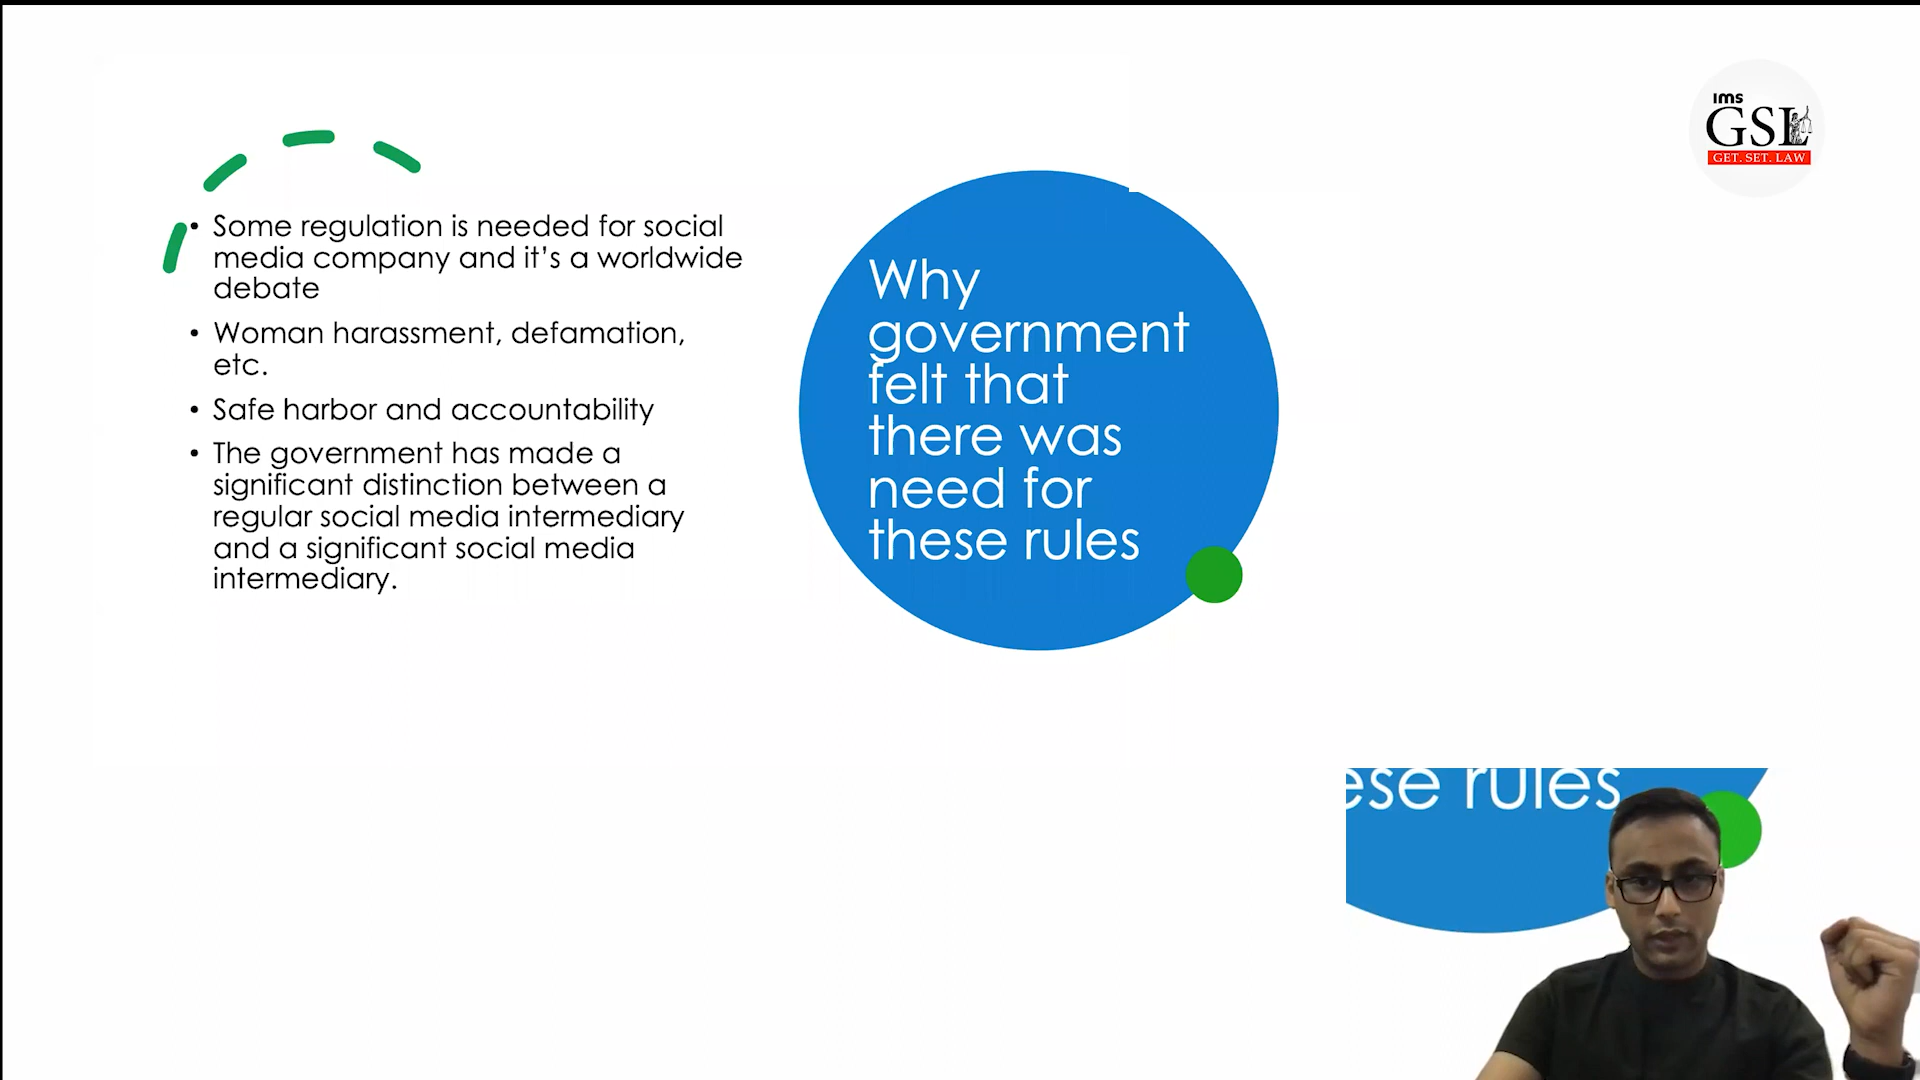 ims
GSL
GET. SET. LAW
• Some regulation is needed for social
media company and it’s a worldwide
debate
• Woman harassment, defamation,
etc.
• Safe harbor and accountability
• The government has made a
significant distinction between a
regular social media intermediary
and a significant social media
intermediary.
Why
government
felt that
there was
need for
these rules
ese rules